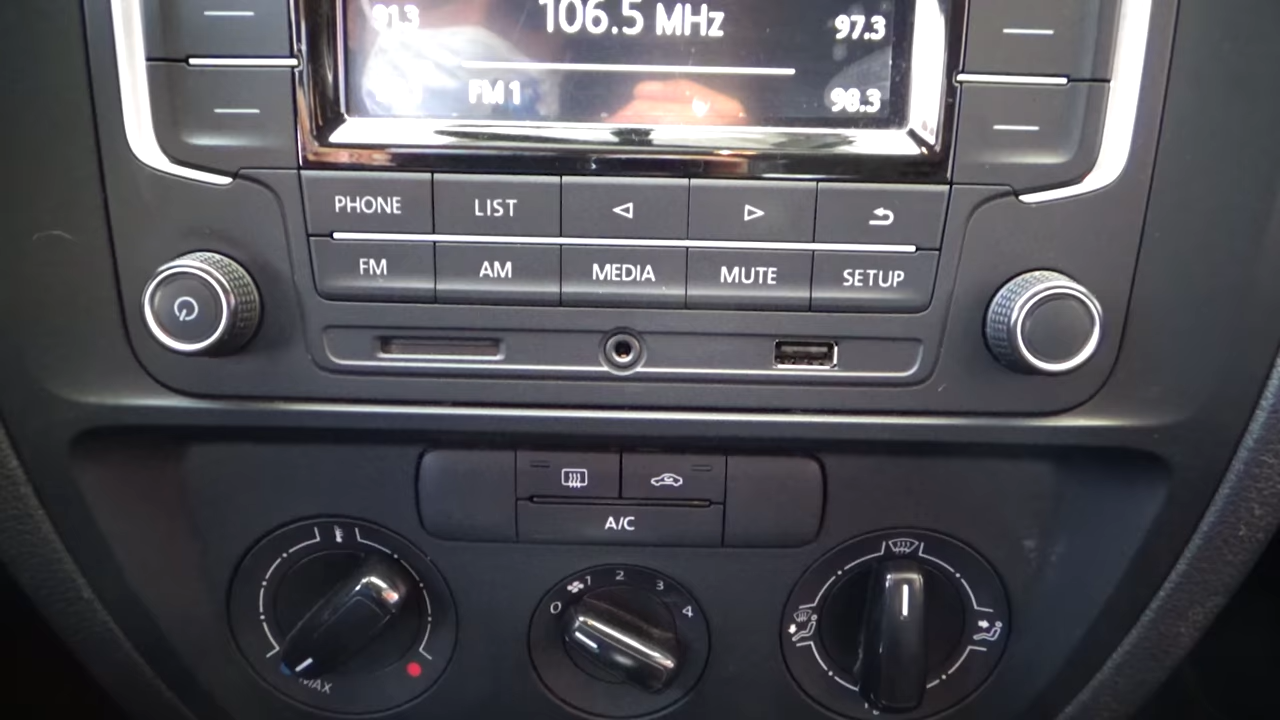 91.3 106.5 MHz 97.3
FM 1 98.3
PHONE LIST
FM AM MEDIA MUTE SETUP
A/C
0 1 2 3 4
MAX